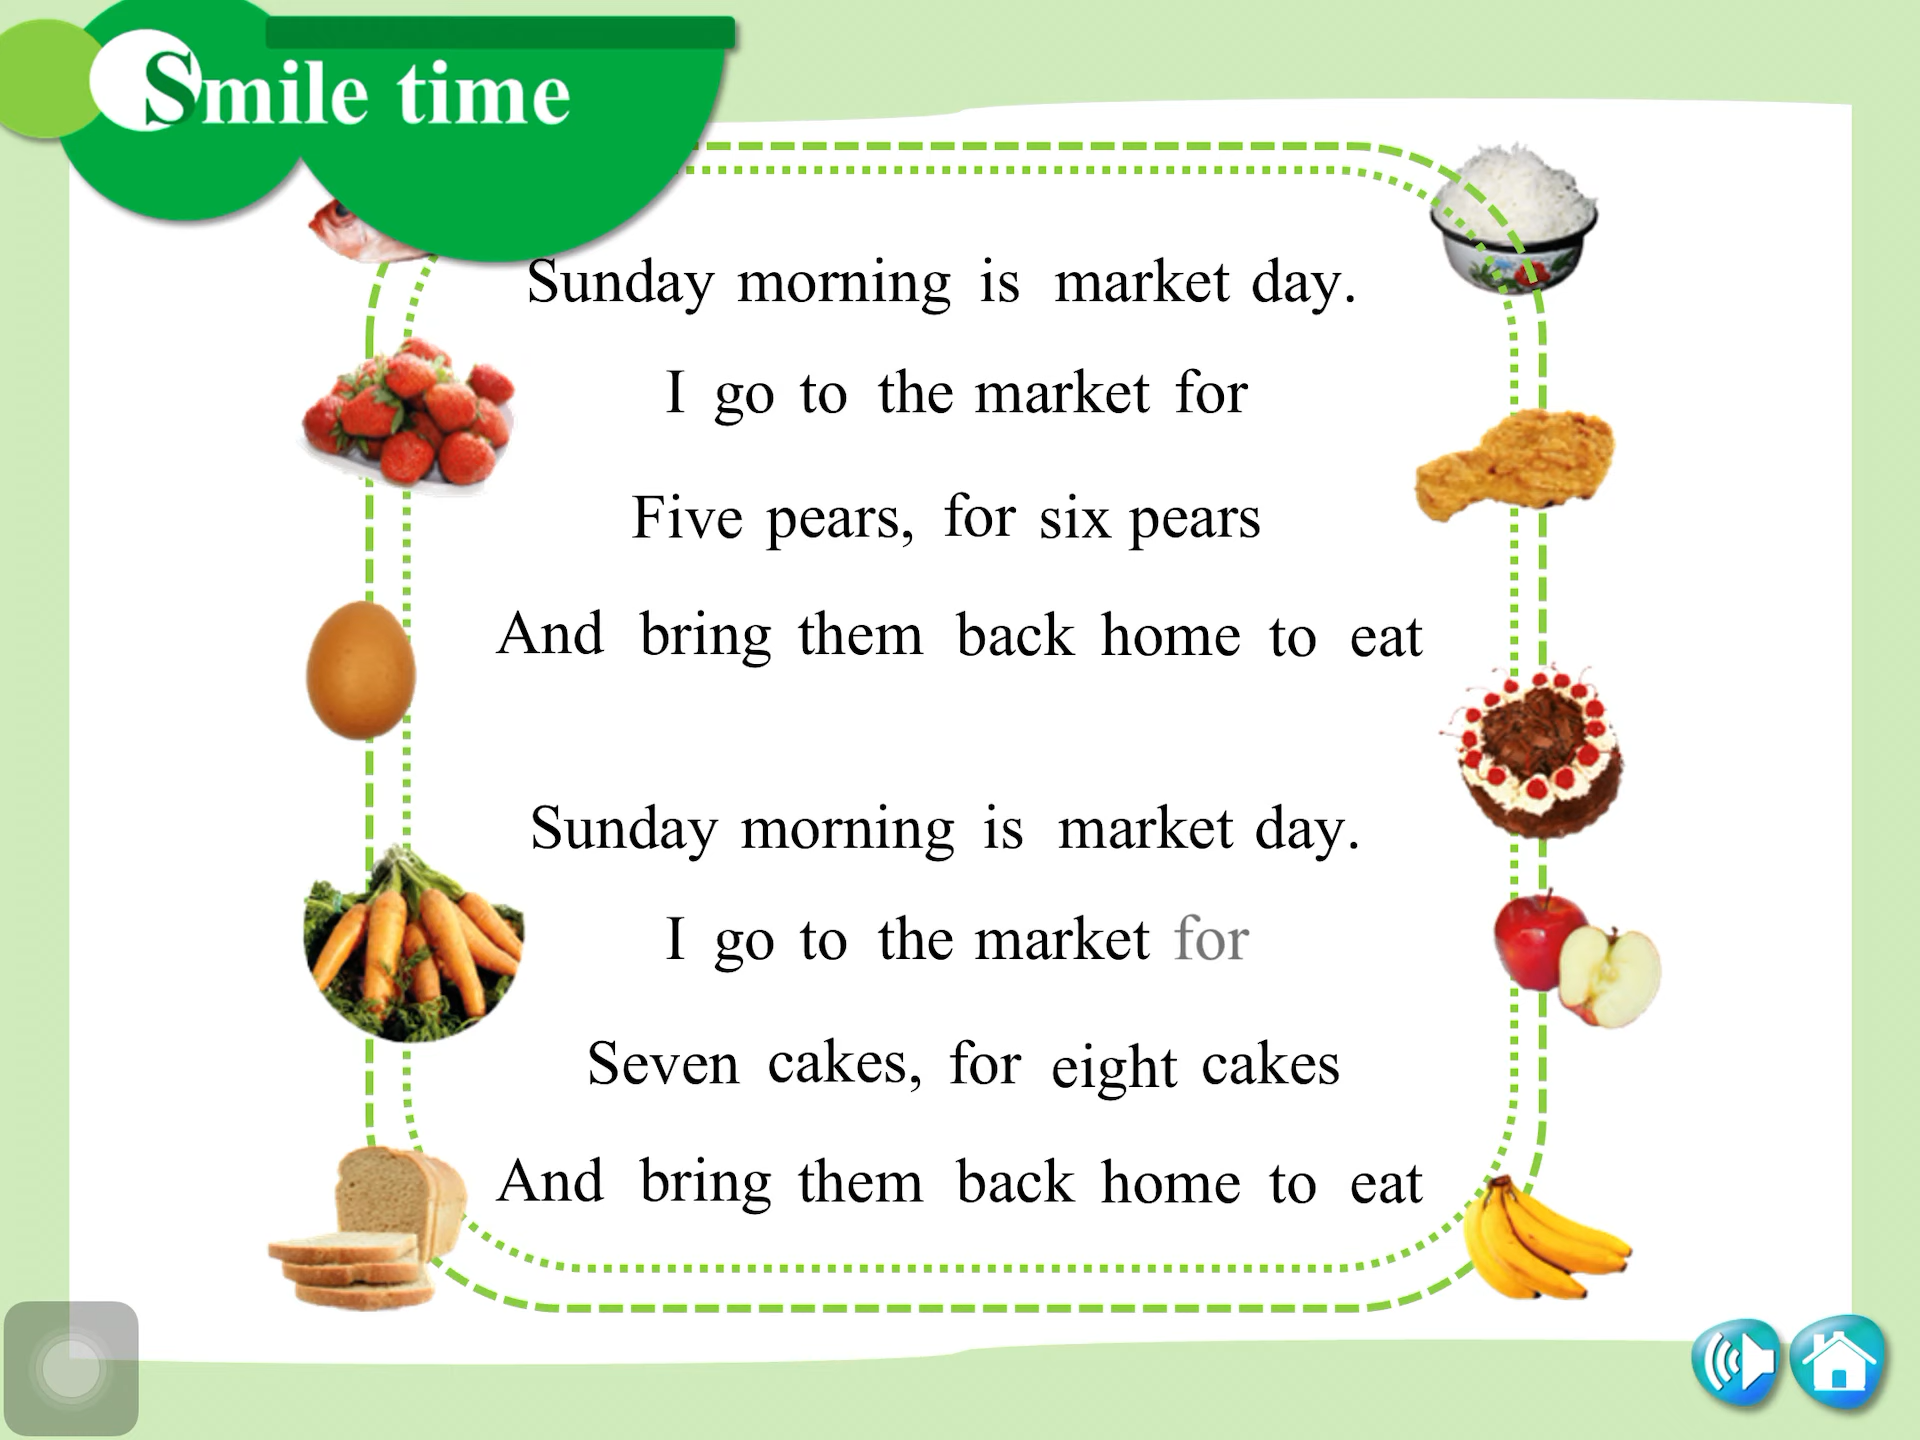 Smile time
Sunday morning is market day.
I go to the market for
Five pears, for six pears
And bring them back home to eat
Sunday morning is market day.
I go to the market for
Seven cakes, for eight cakes
And bring them back home to eat